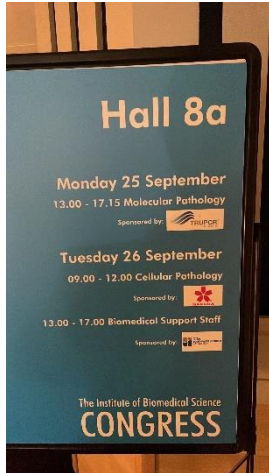 Hall 8a
Monday 25 September
13.00 - 17.15 Molecular Pathology
Sponsored by:
TRUPCR
Tuesday 26 September
09.00 - 12.00 Cellular Pathology
Sponsored by:
SAKURA
13.00 - 17.00 Biomedical Support Staff
Sponsored by:
The Institute of Biomedical Science
CONGRESS